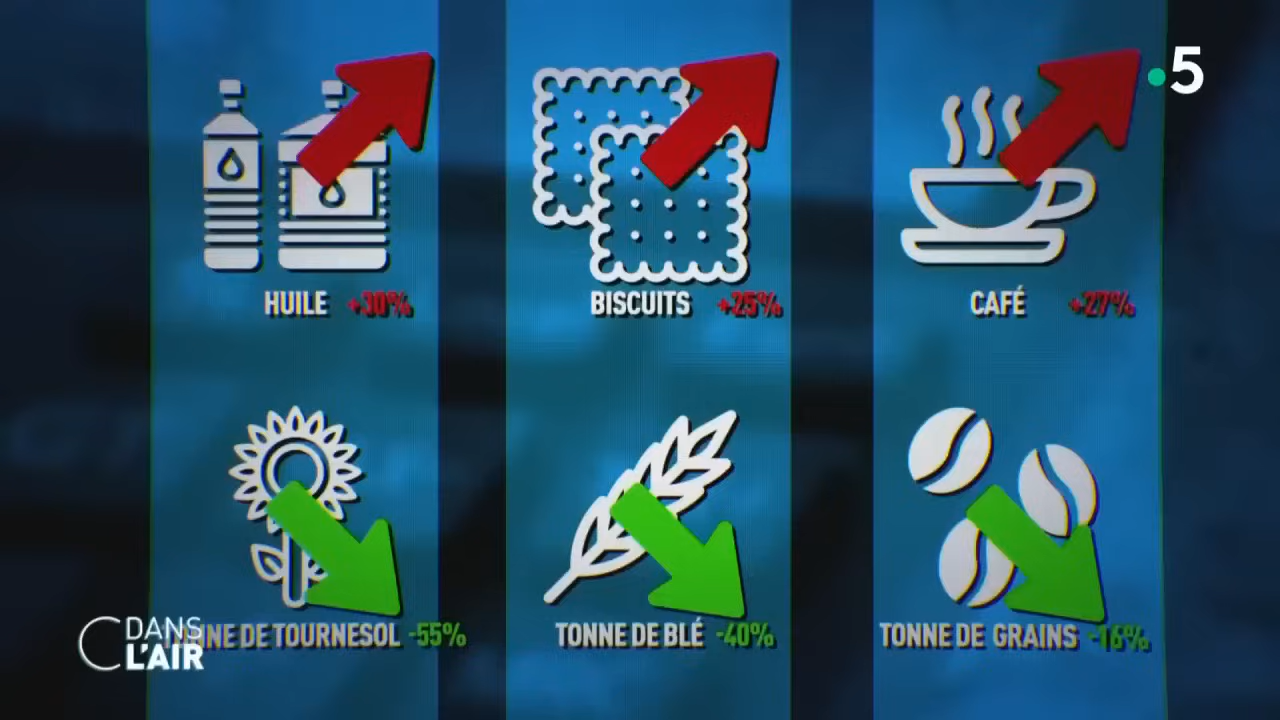 5
HUILE +30%
BISCUITS +25%
CAFÉ +27%
DE TOURNESOL -55%
TONNE DE BLÉ -40%
TONNE DE GRAINS -16%
C DANS
L'AIR